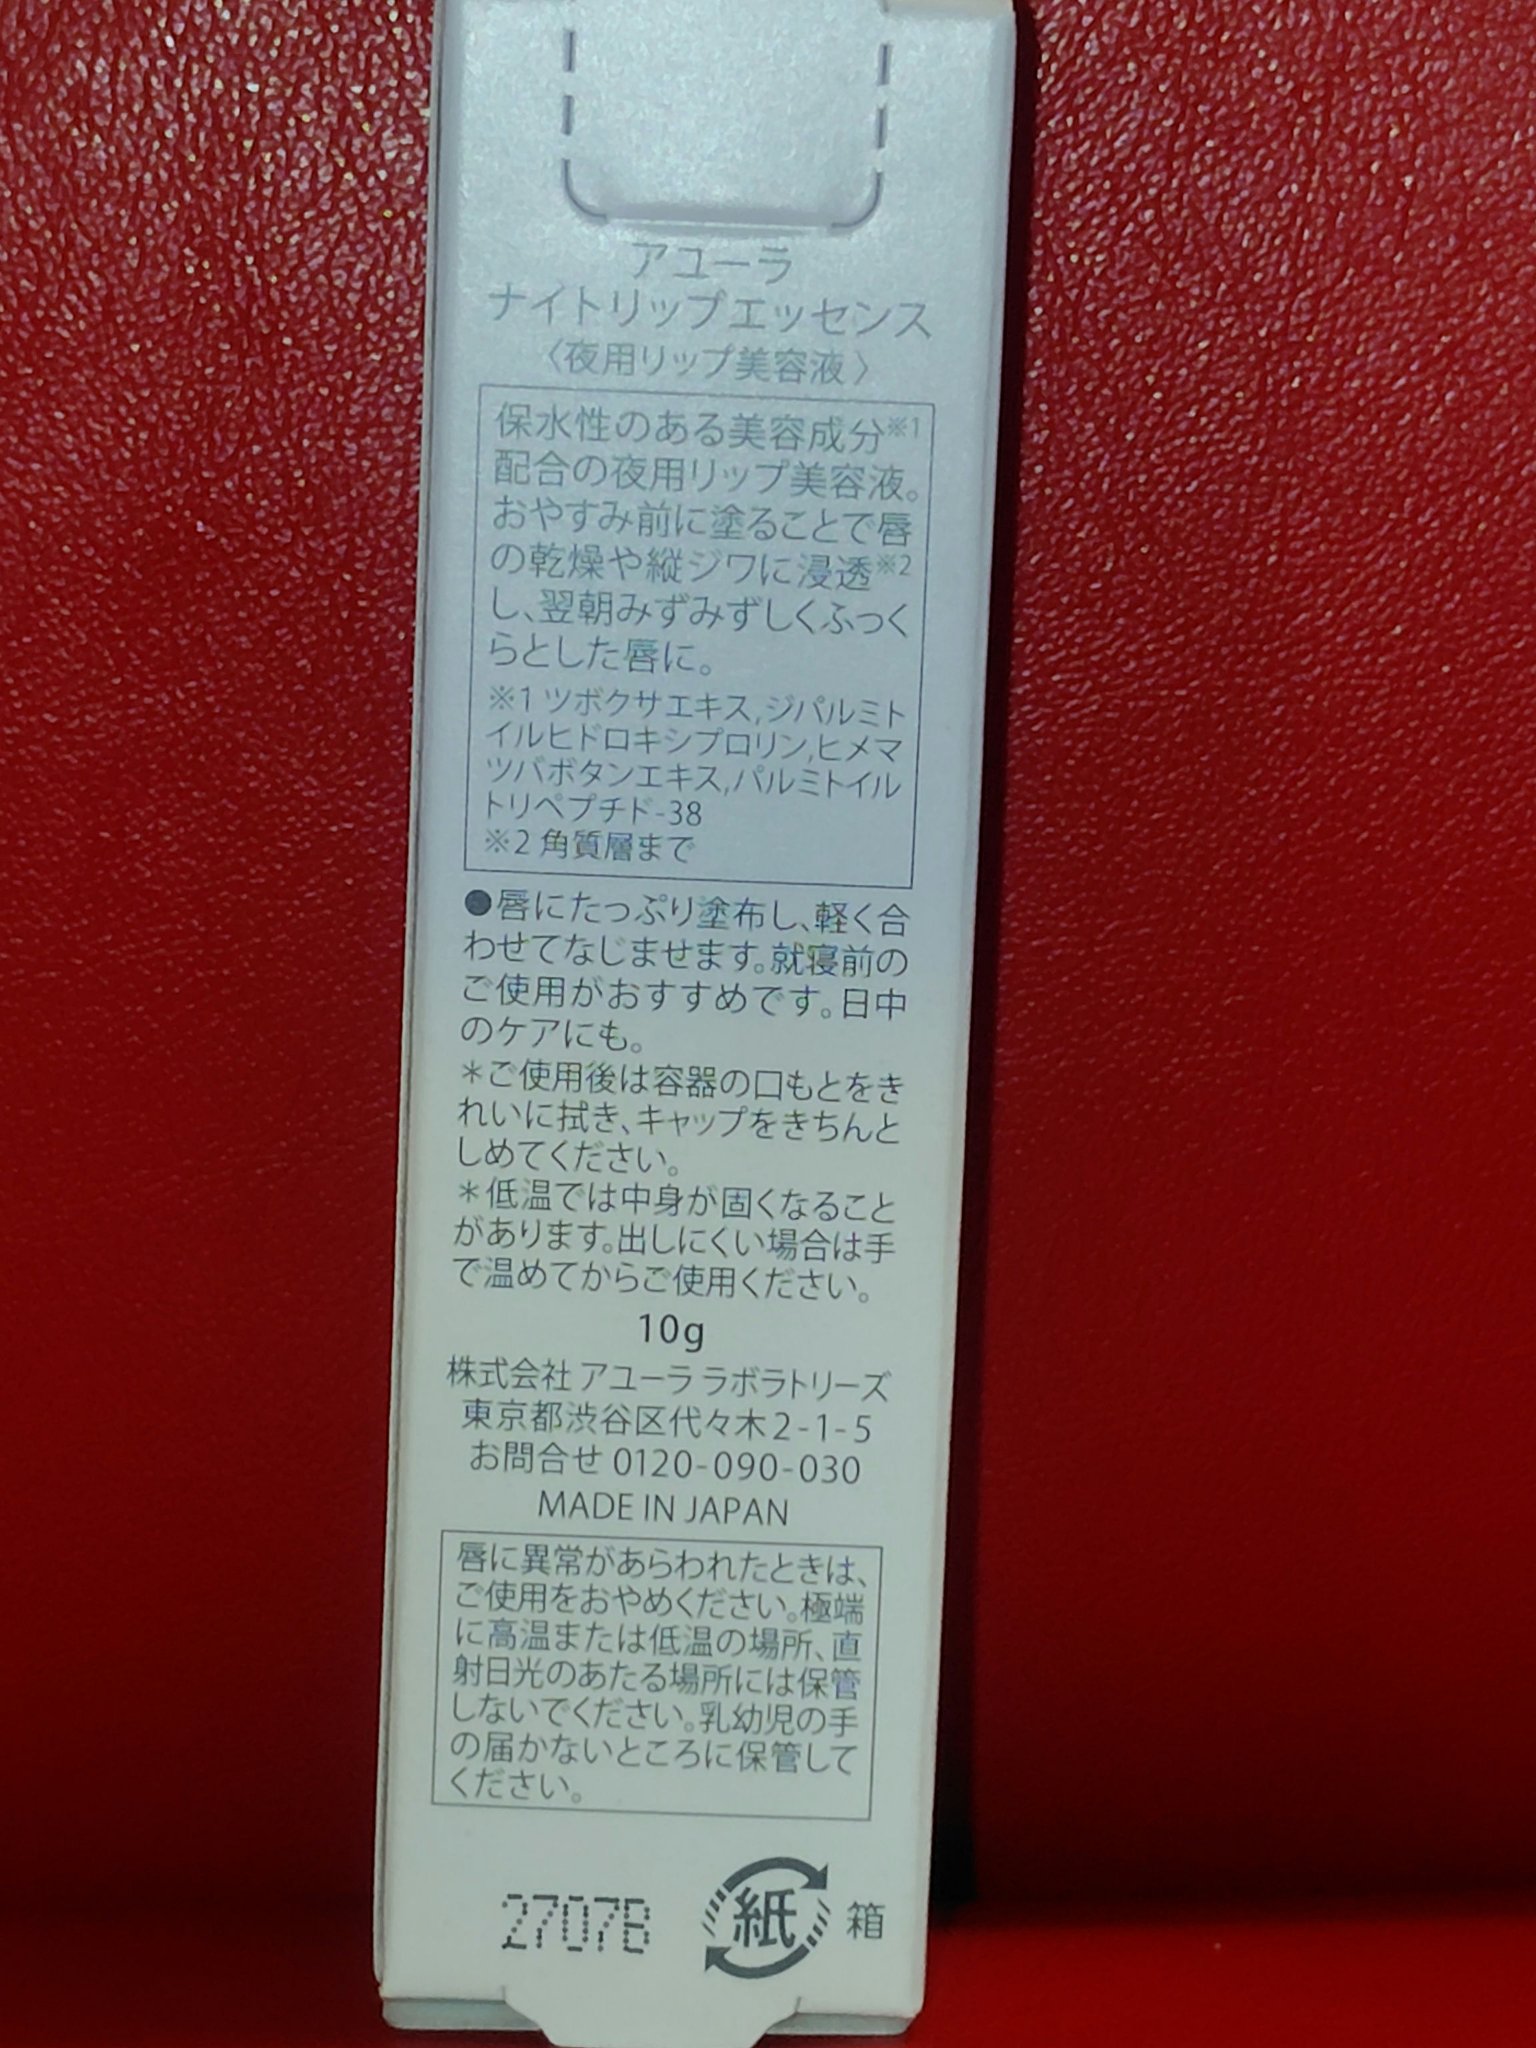 アユーラ
ナイトリップエッセンス
〈夜用リップ美容液〉
保水性のある美容成分※1
配合の夜用リップ美容液。
おやすみ前に塗ることで唇
の乾燥や縦ジワに浸透※2
し、翌朝みずみずしくふっく
らとした唇に。
※1 ツボクサエキス,ジパルミト
イルヒドロキシプロリン,ヒメマ
ツバボタンエキス,パルミトイル
トリペプチド-38
※2 角質層まで
●唇にたっぷり塗布し、軽く合
わせてなじませます。就寝前の
ご使用がおすすめです。日中
のケアにも。
＊ご使用後は容器の口もとをき
れいに拭き、キャップをきちんと
しめてください。
＊低温では中身が固くなること
があります。出しにくい場合は手
で温めてからご使用ください。
10g
株式会社 アユーラ ラボラトリーズ
東京都渋谷区代々木2-1-5
お問合せ 0120-090-030
MADE IN JAPAN
唇に異常があらわれたときは、
ご使用をおやめください。極端
に高温または低温の場所、直
射日光のあたる場所には保管
しないでください。乳幼児の手
の届かないところに保管して
ください。
2707B 紙 箱